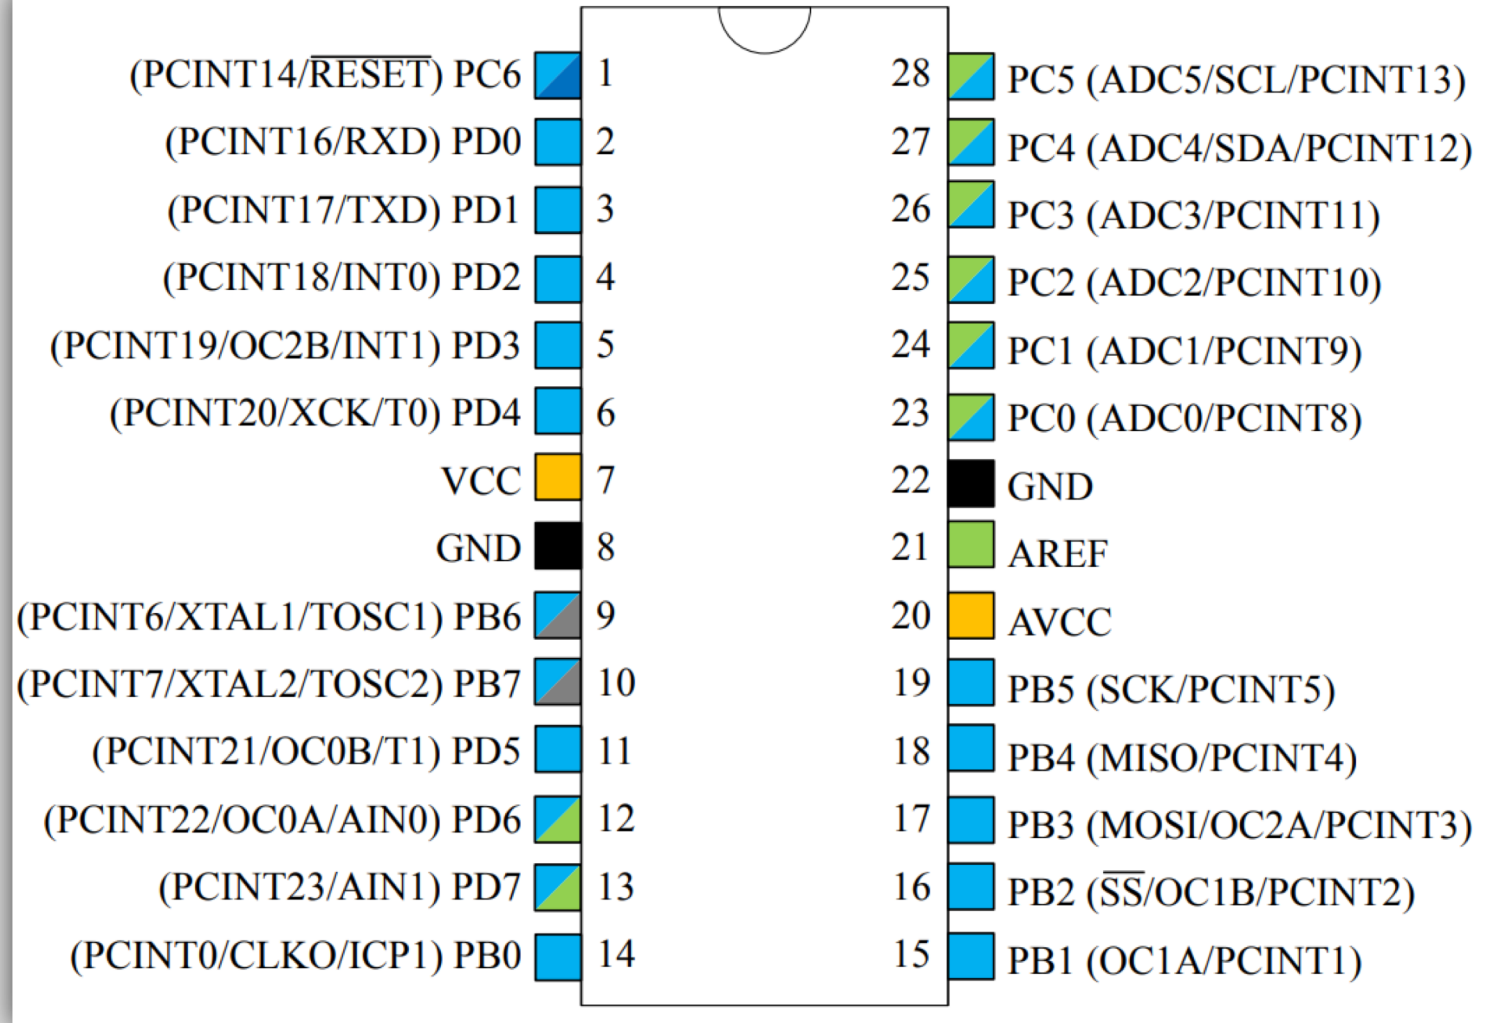 (PCINT14/RESET) PC6 1 28 PC5 (ADC5/SCL/PCINT13)
(PCINT16/RXD) PD0 2 27 PC4 (ADC4/SDA/PCINT12)
(PCINT17/TXD) PD1 3 26 PC3 (ADC3/PCINT11)
(PCINT18/INT0) PD2 4 25 PC2 (ADC2/PCINT10)
(PCINT19/OC2B/INT1) PD3 5 24 PC1 (ADC1/PCINT9)
(PCINT20/XCK/T0) PD4 6 23 PC0 (ADC0/PCINT8)
VCC 7 22 GND
GND 8 21 AREF
(PCINT6/XTAL1/TOSC1) PB6 9 20 AVCC
(PCINT7/XTAL2/TOSC2) PB7 10 19 PB5 (SCK/PCINT5)
(PCINT21/OC0B/T1) PD5 11 18 PB4 (MISO/PCINT4)
(PCINT22/OC0A/AIN0) PD6 12 17 PB3 (MOSI/OC2A/PCINT3)
(PCINT23/AIN1) PD7 13 16 PB2 (SS/OC1B/PCINT2)
(PCINT0/CLKO/ICP1) PB0 14 15 PB1 (OC1A/PCINT1)